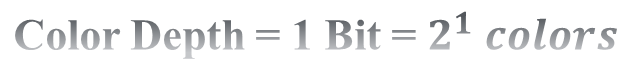 Color Depth = 1 Bit = 2¹ colors